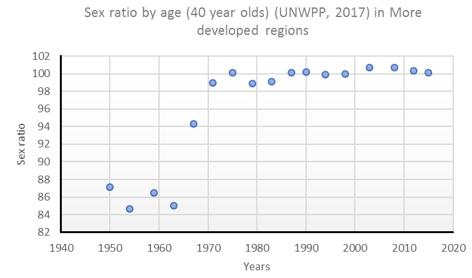 Sex ratio by age (40 year olds) (UNWPP, 2017) in More
developed regions
102
100
98
96
94
92
90
88
86
84
82
Sex ratio
1940 1950 1960 1970 1980 1990 2000 2010 2020
Years